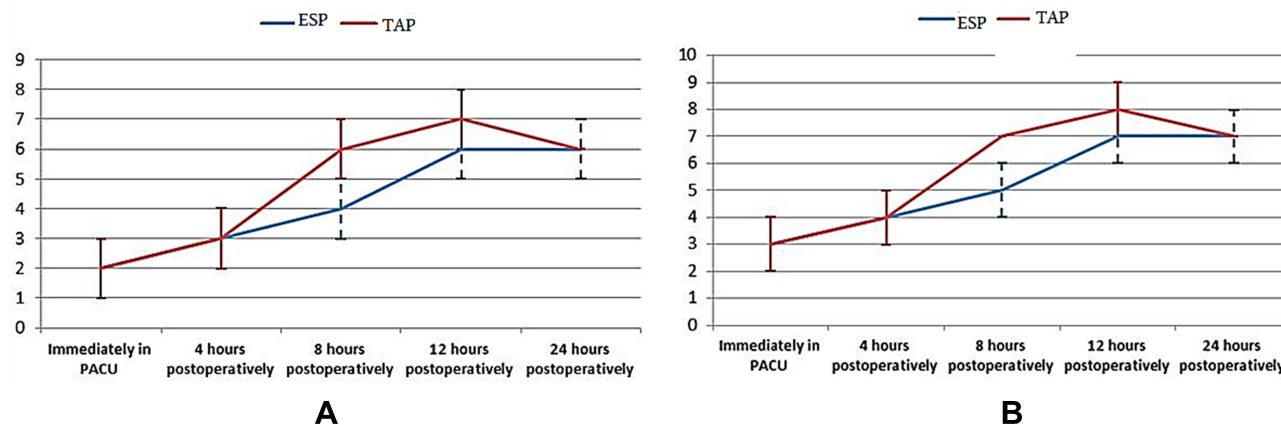 ESP TAP
9
8
7
6
5
4
3
2
1
0
Immediately in 4 hours 8 hours 12 hours 24 hours
PACU postoperatively postoperatively postoperatively postoperatively
A
ESP TAP
10
9
8
7
6
5
4
3
2
1
0
Immediately in 4 hours 8 hours 12 hours 24 hours
PACU postoperatively postoperatively postoperatively postoperatively
B